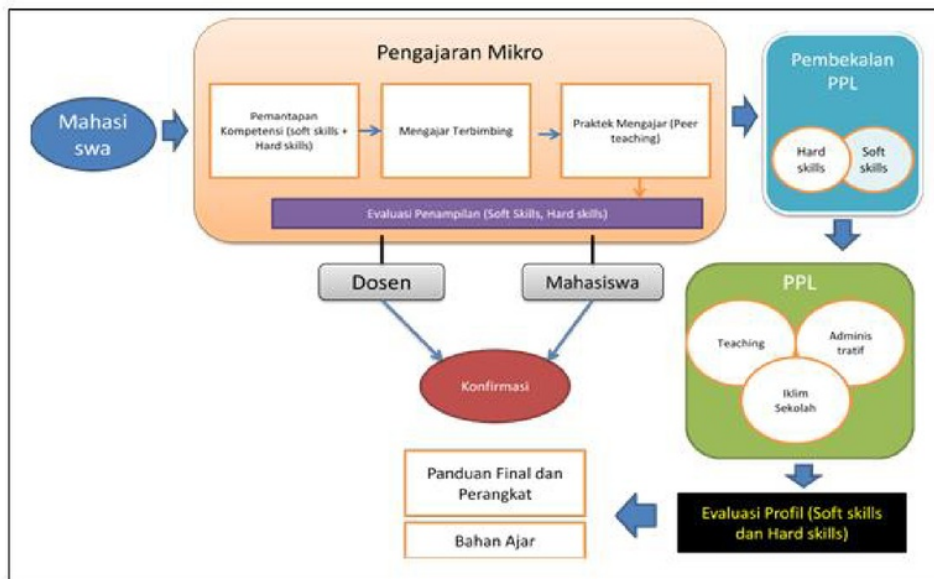 Pengajaran Mikro
Mahasi
swa
Pemantapan
Kompetensi (soft skills +
Hard skills)
Mengajar Terbimbing
Praktek Mengajar (Peer
teaching)
Evaluasi Penampilan (Soft Skills, Hard skills)
Pembekalan
PPL
Hard
skills
Soft
skills
Dosen
Mahasiswa
Konfirmasi
PPL
Teaching
Adminis
tratif
Iklim
Sekolah
Evaluasi Profil (Soft skills
dan Hard skills)
Panduan Final dan
Perangkat
Bahan Ajar